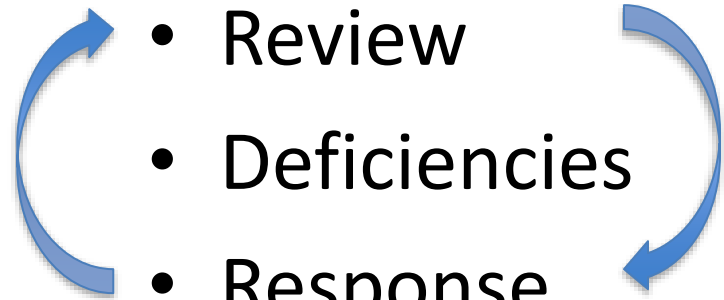 • Review
• Deficiencies
• Response